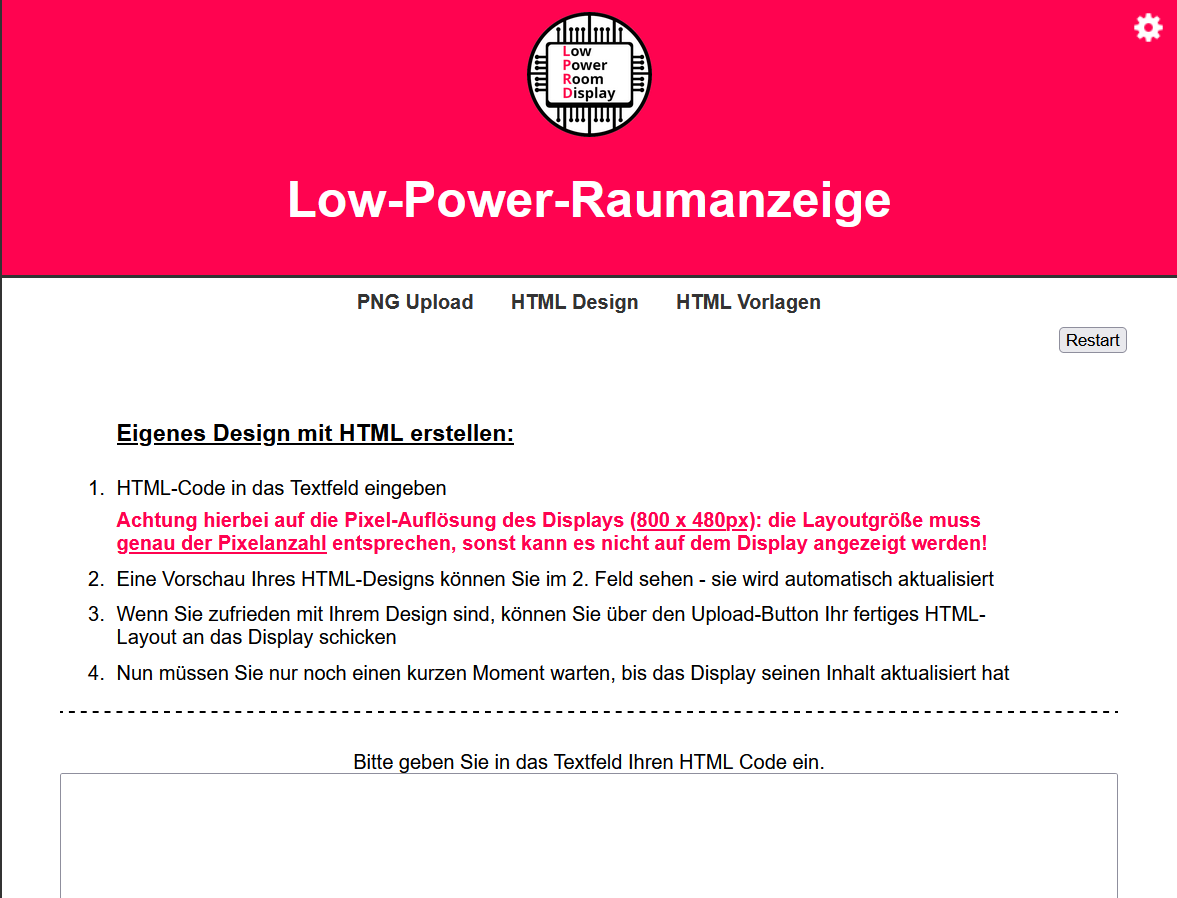 Low
Power
Room
Display
Low-Power-Raumanzeige
PNG Upload HTML Design HTML Vorlagen
Restart
Eigenes Design mit HTML erstellen:
1. HTML-Code in das Textfeld eingeben
Achtung hierbei auf die Pixel-Auflösung des Displays (800 x 480px): die Layoutgröße muss
genau der Pixelanzahl entsprechen, sonst kann es nicht auf dem Display angezeigt werden!
2. Eine Vorschau Ihres HTML-Designs können Sie im 2. Feld sehen - sie wird automatisch aktualisiert
3. Wenn Sie zufrieden mit Ihrem Design sind, können Sie über den Upload-Button Ihr fertiges HTML-
Layout an das Display schicken
4. Nun müssen Sie nur noch einen kurzen Moment warten, bis das Display seinen Inhalt aktualisiert hat
Bitte geben Sie in das Textfeld Ihren HTML Code ein.